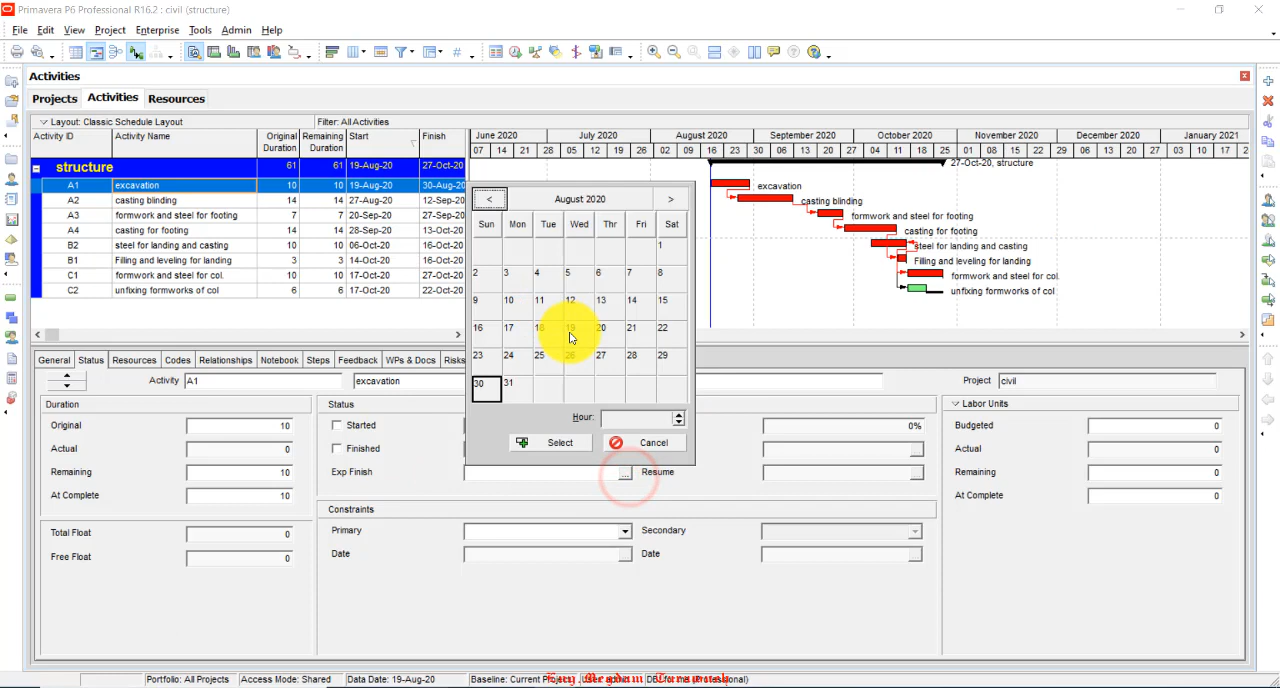 Primavera P6 Professional R16.2 : civil (structure)
File Edit View Project Enterprise Tools Admin Help
Activities
Projects Activities Resources
Layout: Classic Schedule Layout Filter: All Activities
Activity ID Activity Name Original Duration Remaining Duration Start Finish
June 2020 July 2020 August 2020 September 2020 October 2020 November 2020 December 2020 January 2021
07 14 21 28 05 12 19 26 02 09 16 23 30 06 13 20 27 04 11 18 25 01 08 15 22 29 06 13 20 27 03 10 17 2
structure 61 61 19-Aug-20 27-Oct-20
A1 excavation 10 10 19-Aug-20 30-Aug-20
A2 casting blinding 14 14 27-Aug-20 12-Sep-20
A3 formwork and steel for footing 7 7 20-Sep-20 27-Sep-20
A4 casting for footing 14 14 28-Sep-20 13-Oct-20
B2 steel for landing and casting 10 10 06-Oct-20 16-Oct-20
B1 Filling and leveling for landing 3 3 14-Oct-20 16-Oct-20
C1 formwork and steel for col. 10 10 17-Oct-20 27-Oct-20
C2 unfixing formworks of col 6 6 17-Oct-20 22-Oct-20
27-Oct-20, structure
excavation
casting blinding
formwork and steel for footing
casting for footing
steel for landing and casting
Filling and leveling for landing
formwork and steel for col.
unfixing formworks of col
< August 2020 >
Sun Mon Tue Wed Thr Fri Sat
1
2 3 4 5 6 7 8
9 10 11 12 13 14 15
16 17 18 19 20 21 22
23 24 25 26 27 28 29
30 31
Hour:
Select Cancel
General Status Resources Codes Relationships Notebook Steps Feedback WPs & Docs Risks
Activity A1 excavation Project civil
Duration Status Labor Units
Original 10 Started 0% Budgeted 0
Actual 0 Finished Actual 0
Remaining 10 Exp Finish Resume Remaining 0
At Complete 10 At Complete 0
Constraints
Total Float 0 Primary Secondary
Free Float 0 Date Date
Portfolio: All Projects Access Mode: Shared Data Date: 19-Aug-20 Baseline: Current Project